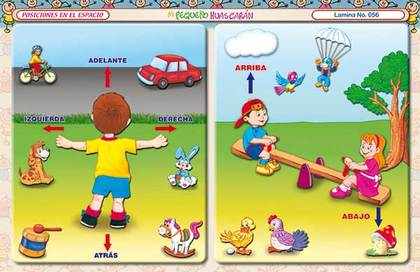 POSICIONES EN EL ESPACIO
Mi PEQUEÑO HUASCARÁN
Lamina No. 056
ADELANTE
IZQUIERDA
DERECHA
ATRÁS
ARRIBA
ABAJO